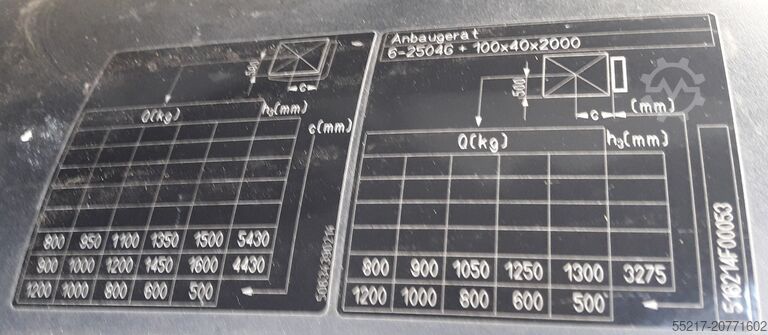 500
c
Q(kg)
h₃(mm)
c(mm)
800 950 1100 1350 1500 5430
900 1000 1200 1450 1600 4430
1200 1000 800 600 500
Anbaugerät
6-2504G + 100x40x2000
500
c
(mm)
Q(kg)
h₃(mm)
800 900 1050 1250 1300 3275
1200 1000 800 600 500
516214F00053
55217-20771602